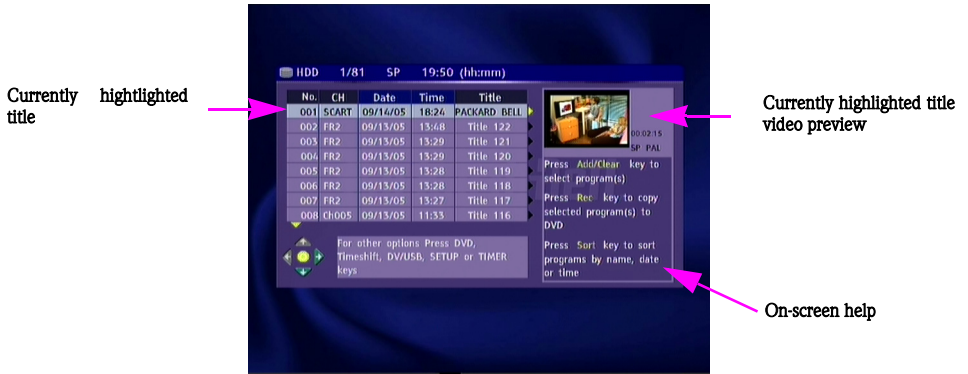 HDD 1/81 SP 19:50 (hh:mm)
Currently hightlighted
title
No. CH Date Time Title
001 SCART 09/14/05 18:24 PACKARD BELL
002 FR2 09/13/05 13:48 Title 122
003 FR2 09/13/05 13:29 Title 121
004 FR2 09/13/05 13:29 Title 120
005 FR2 09/13/05 13:28 Title 119
006 FR2 09/13/05 13:28 Title 118
007 FR2 09/13/05 13:27 Title 117
008 Ch005 09/13/05 11:33 Title 116
For other options Press DVD,
Timeshift, DV/USB, SETUP or TIMER
keys
00:02:15
SP PAL
Press Add/Clear key to
select program(s)
Press Rec key to copy
selected program(s) to
DVD
Press Sort key to sort
programs by name, date
or time
Currently highlighted title
video preview
On-screen help